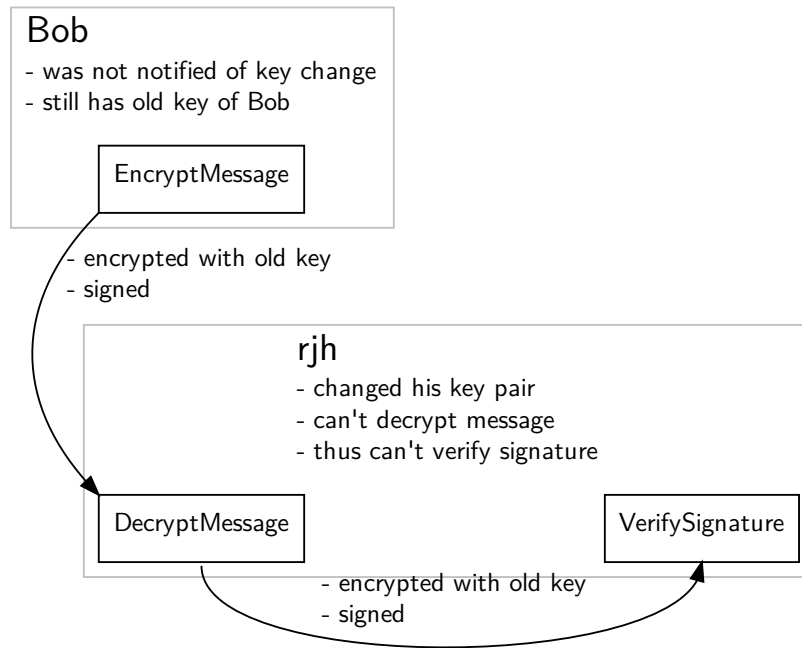 Bob
- was not notified of key change
- still has old key of Bob
EncryptMessage
- encrypted with old key
- signed
rjh
- changed his key pair
- can't decrypt message
- thus can't verify signature
DecryptMessage
VerifySignature
- encrypted with old key
- signed